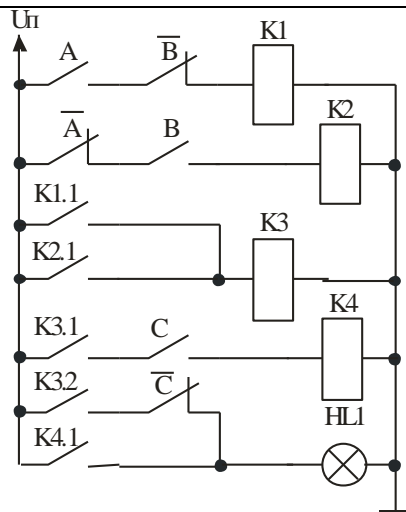 Uп
A B̅ K1
A̅ B K2
K1.1
K2.1 K3
K3.1 C K4
K3.2 C̅
K4.1 HL1